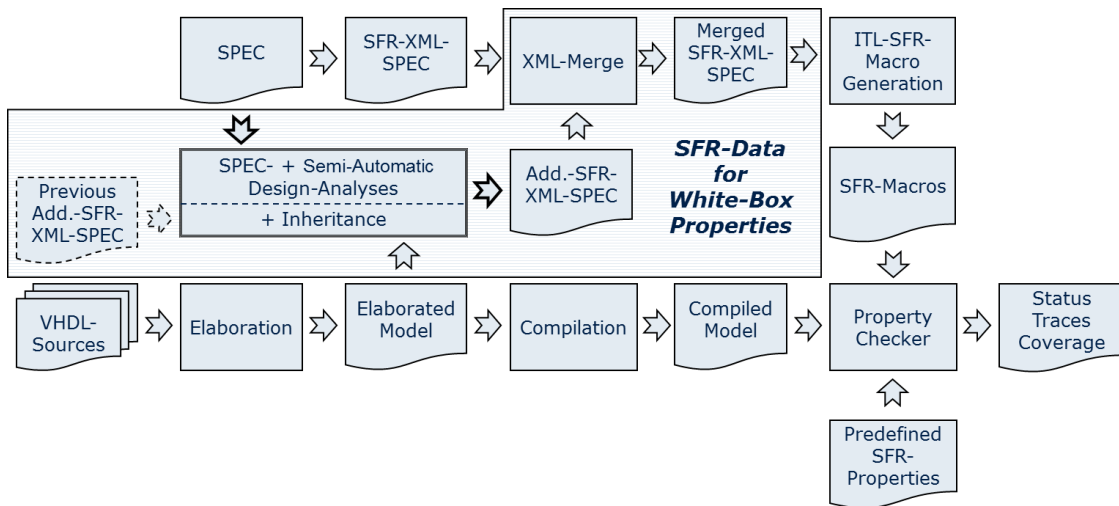 SPEC
SFR-XML-
SPEC
XML-Merge
Merged
SFR-XML-
SPEC
ITL-SFR-
Macro
Generation
Previous
Add.-SFR-
XML-SPEC
SPEC- + Semi-Automatic
Design-Analyses
+ Inheritance
Add.-SFR-
XML-SPEC
SFR-Data
for
White-Box
Properties
SFR-Macros
VHDL-
Sources
Elaboration
Elaborated
Model
Compilation
Compiled
Model
Property
Checker
Status
Traces
Coverage
Predefined
SFR-
Properties